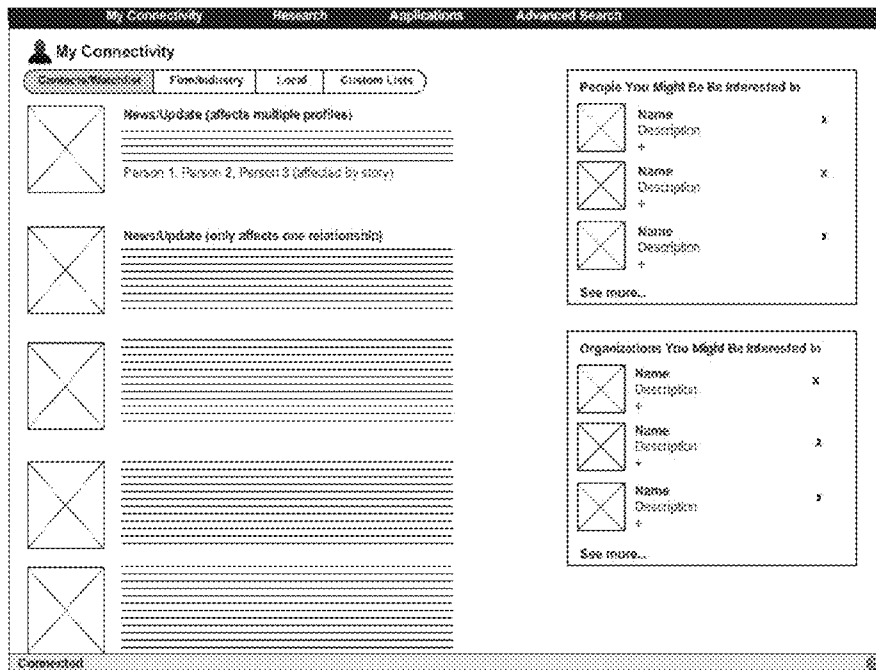 My Connectivity Research Applications Advanced Search
My Connectivity
Contacts/Watchlist Firm/Industry Local Custom Lists
News/Update (affects multiple profiles)
Person 1, Person 2, Person 3 (affected by story)
News/Update (only affects one relationship)
People You Might Be Be Interested In
Name x
Description
+
Name x
Description
+
Name x
Description
+
See more...
Organizations You Might Be Interested In
Name x
Description
+
Name x
Description
+
Name x
Description
+
See more...
Connected